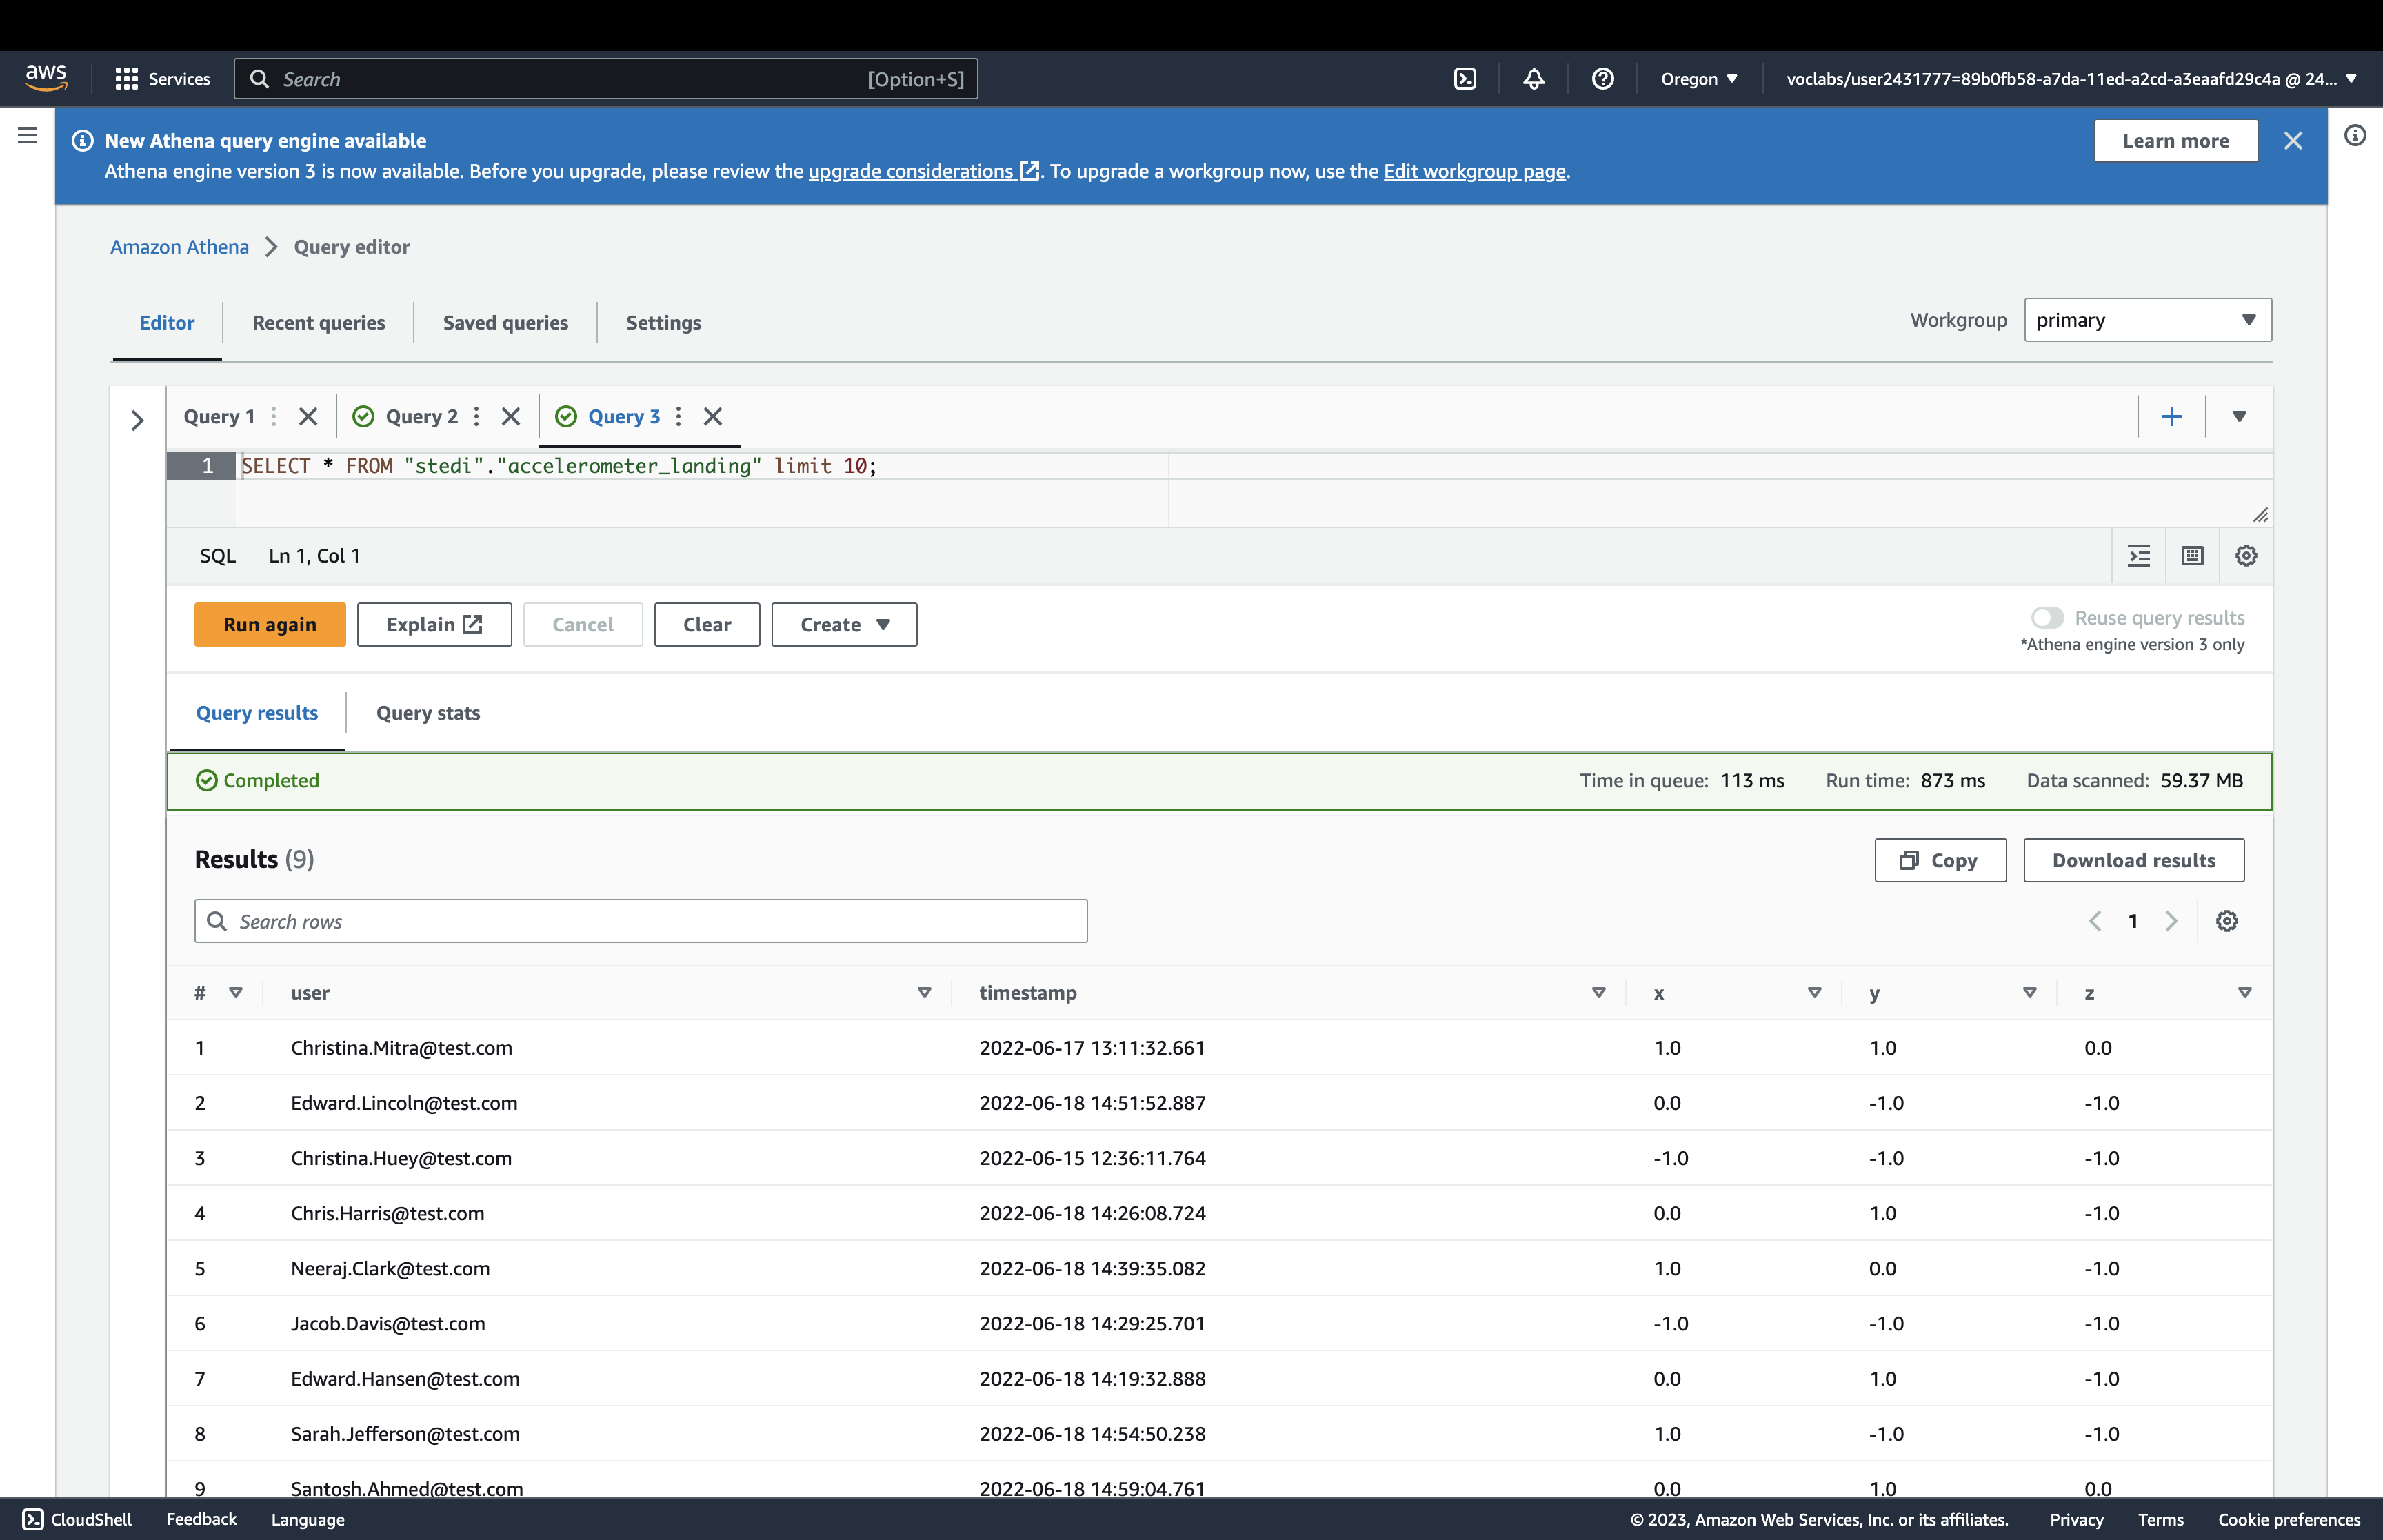 aws Services Search [Option+S] Oregon voclabs/user2431777=89b0fb58-a7da-11ed-a2cd-a3eaafd29c4a @ 24...
New Athena query engine available Learn more
Athena engine version 3 is now available. Before you upgrade, please review the upgrade considerations. To upgrade a workgroup now, use the Edit workgroup page.
Amazon Athena Query editor
Editor Recent queries Saved queries Settings Workgroup primary
Query 1 Query 2 Query 3
1 SELECT * FROM "stedi"."accelerometer_landing" limit 10;
SQL Ln 1, Col 1
Run again Explain Cancel Clear Create Reuse query results
*Athena engine version 3 only
Query results Query stats
Completed Time in queue: 113 ms Run time: 873 ms Data scanned: 59.37 MB
Results (9) Copy Download results
Search rows 1
# user timestamp x y z
1 Christina.Mitra@test.com 2022-06-17 13:11:32.661 1.0 1.0 0.0
2 Edward.Lincoln@test.com 2022-06-18 14:51:52.887 0.0 -1.0 -1.0
3 Christina.Huey@test.com 2022-06-15 12:36:11.764 -1.0 -1.0 -1.0
4 Chris.Harris@test.com 2022-06-18 14:26:08.724 0.0 1.0 -1.0
5 Neeraj.Clark@test.com 2022-06-18 14:39:35.082 1.0 0.0 -1.0
6 Jacob.Davis@test.com 2022-06-18 14:29:25.701 -1.0 -1.0 -1.0
7 Edward.Hansen@test.com 2022-06-18 14:19:32.888 0.0 1.0 -1.0
8 Sarah.Jefferson@test.com 2022-06-18 14:54:50.238 1.0 -1.0 -1.0
9 Santosh.Ahmed@test.com 2022-06-18 14:59:04.761 0.0 1.0 0.0
CloudShell Feedback Language © 2023, Amazon Web Services, Inc. or its affiliates. Privacy Terms Cookie preferences